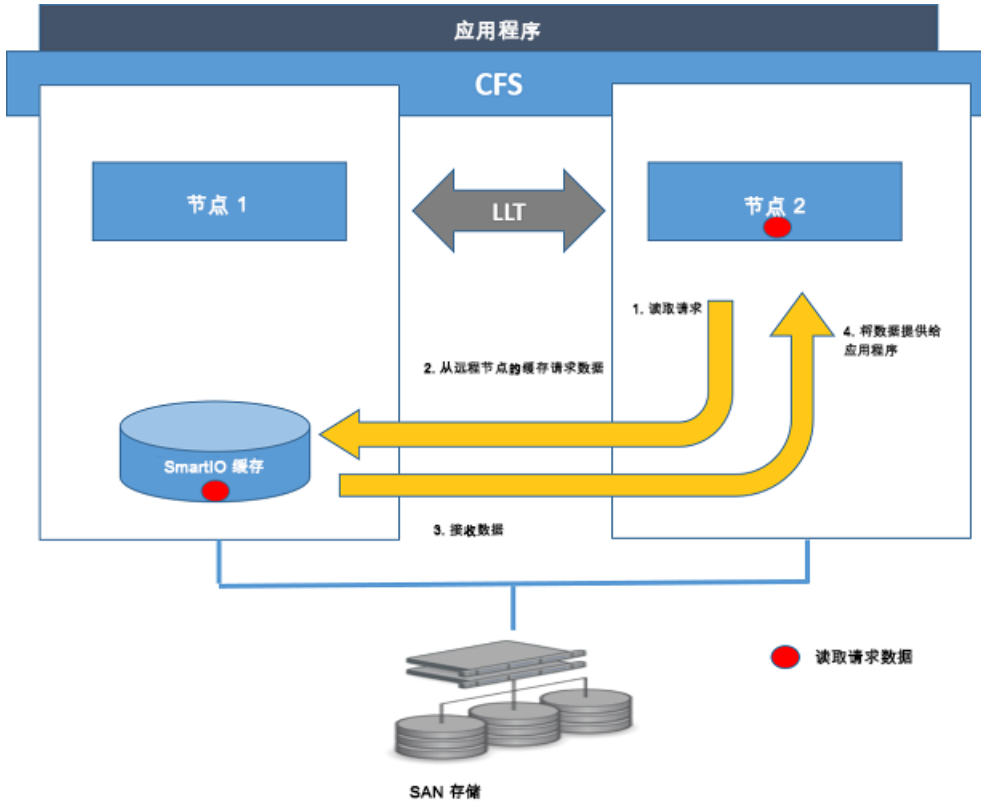 应用程序
CFS
节点 1
LLT
节点 2
1. 读取请求
4. 将数据提供给
应用程序
2. 从远程节点的缓存请求数据
SmartIO 缓存
3. 接收数据
读取请求数据
SAN 存储